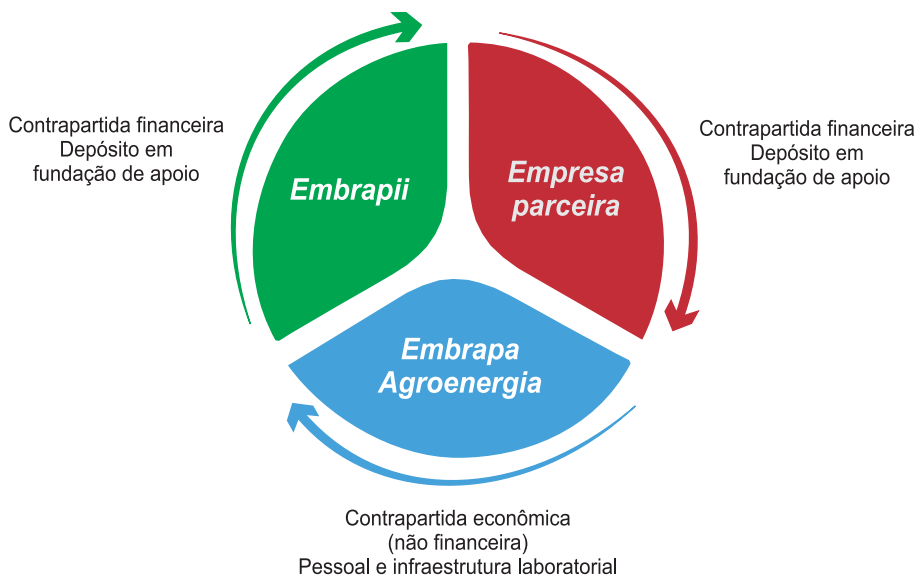 Contrapartida financeira
Depósito em
fundação de apoio
Embrapii
Empresa
parceira
Contrapartida financeira
Depósito em
fundação de apoio
Embrapa
Agroenergia
Contrapartida econômica
(não financeira)
Pessoal e infraestrutura laboratorial